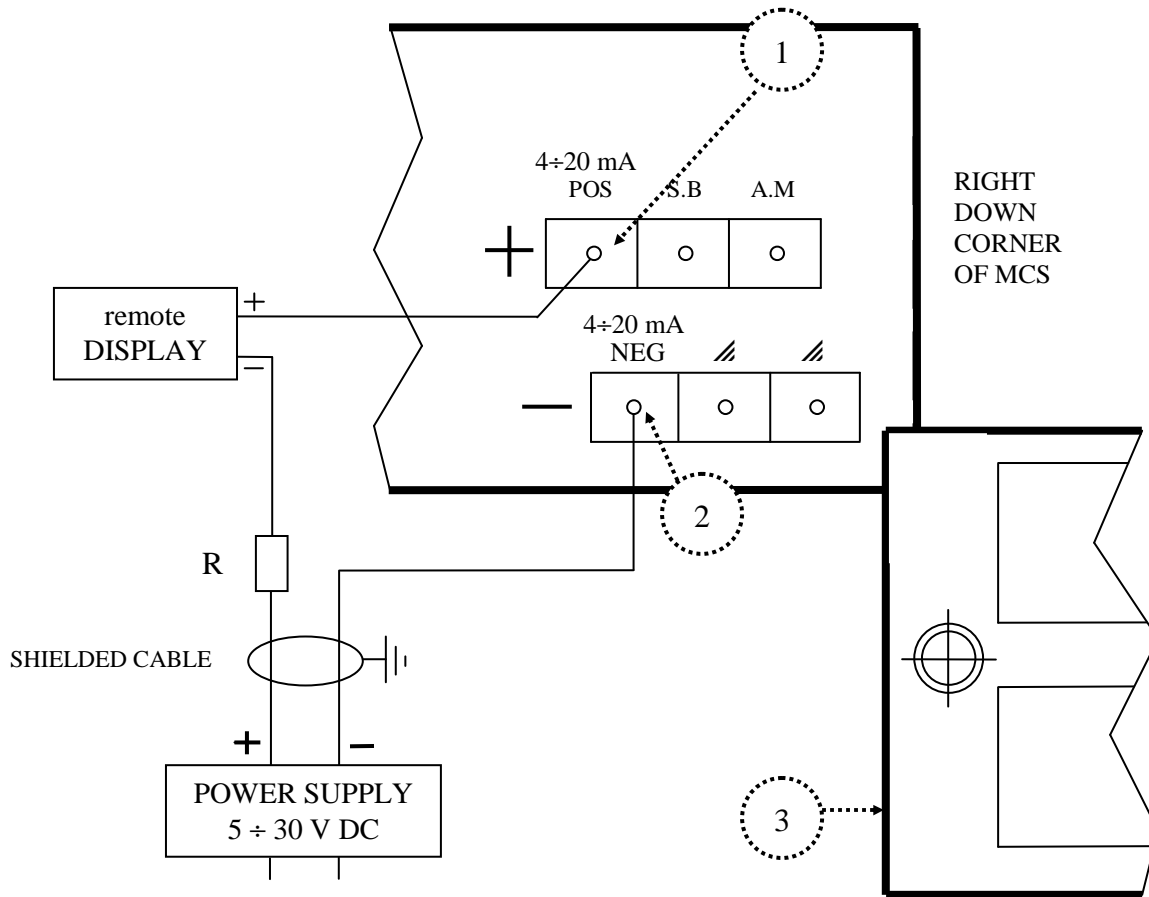 1
4÷20 mA
POS
S.B
A.M
+
RIGHT
DOWN
CORNER
OF MCS
remote
DISPLAY
+
−
4÷20 mA
NEG
−
2
R
SHIELDED CABLE
+
−
POWER SUPPLY
5 ÷ 30 V DC
3